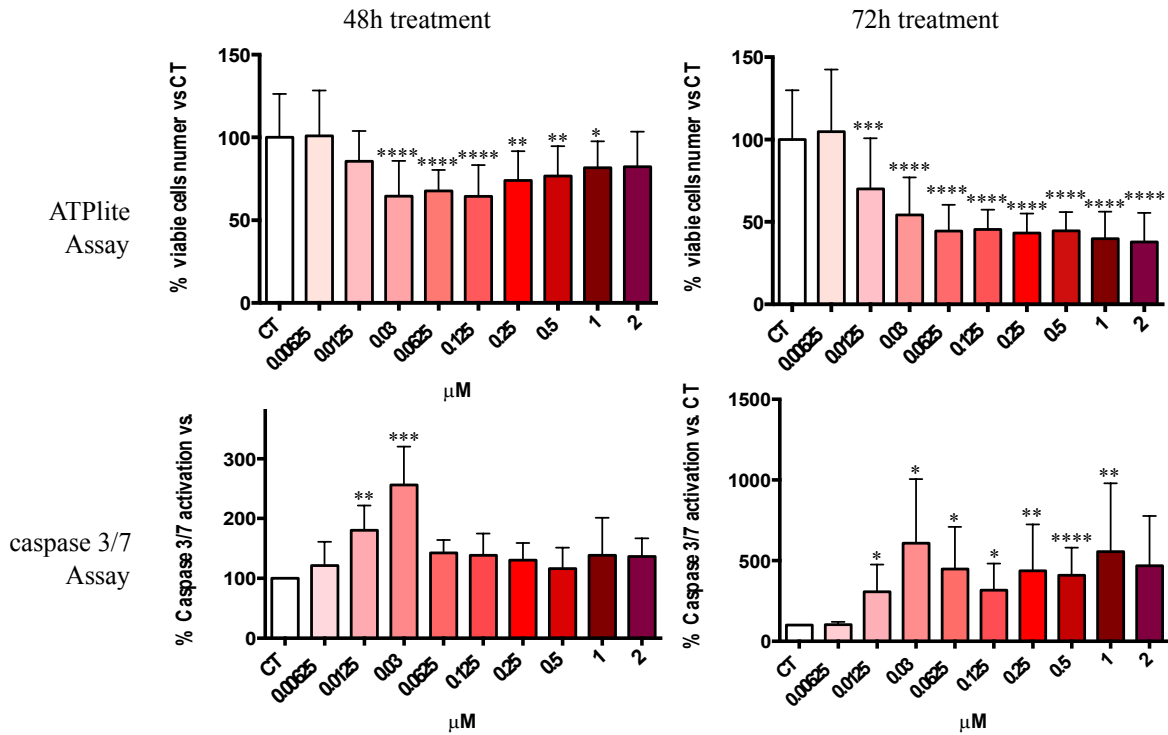 48h treatment
72h treatment
ATPlite
Assay
% viable cells numer vs CT
150
100
50
0
**** **** **** ** ** *
CT 0.00625 0.0125 0.03 0.0625 0.125 0.25 0.5 1 2
µM
% viable cells numer vs CT
150
100
50
0
*** **** **** **** **** **** **** ****
CT 0.00625 0.0125 0.03 0.0625 0.125 0.25 0.5 1 2
caspase 3/7
Assay
% Caspase 3/7 activation vs.
300
200
100
0
** ***
CT 0.00625 0.0125 0.03 0.0625 0.125 0.25 0.5 1 2
µM
% Caspase 3/7 activation vs. CT
1500
1000
500
0
* * * * ** **** **
CT 0.00625 0.0125 0.03 0.0625 0.125 0.25 0.5 1 2
µM